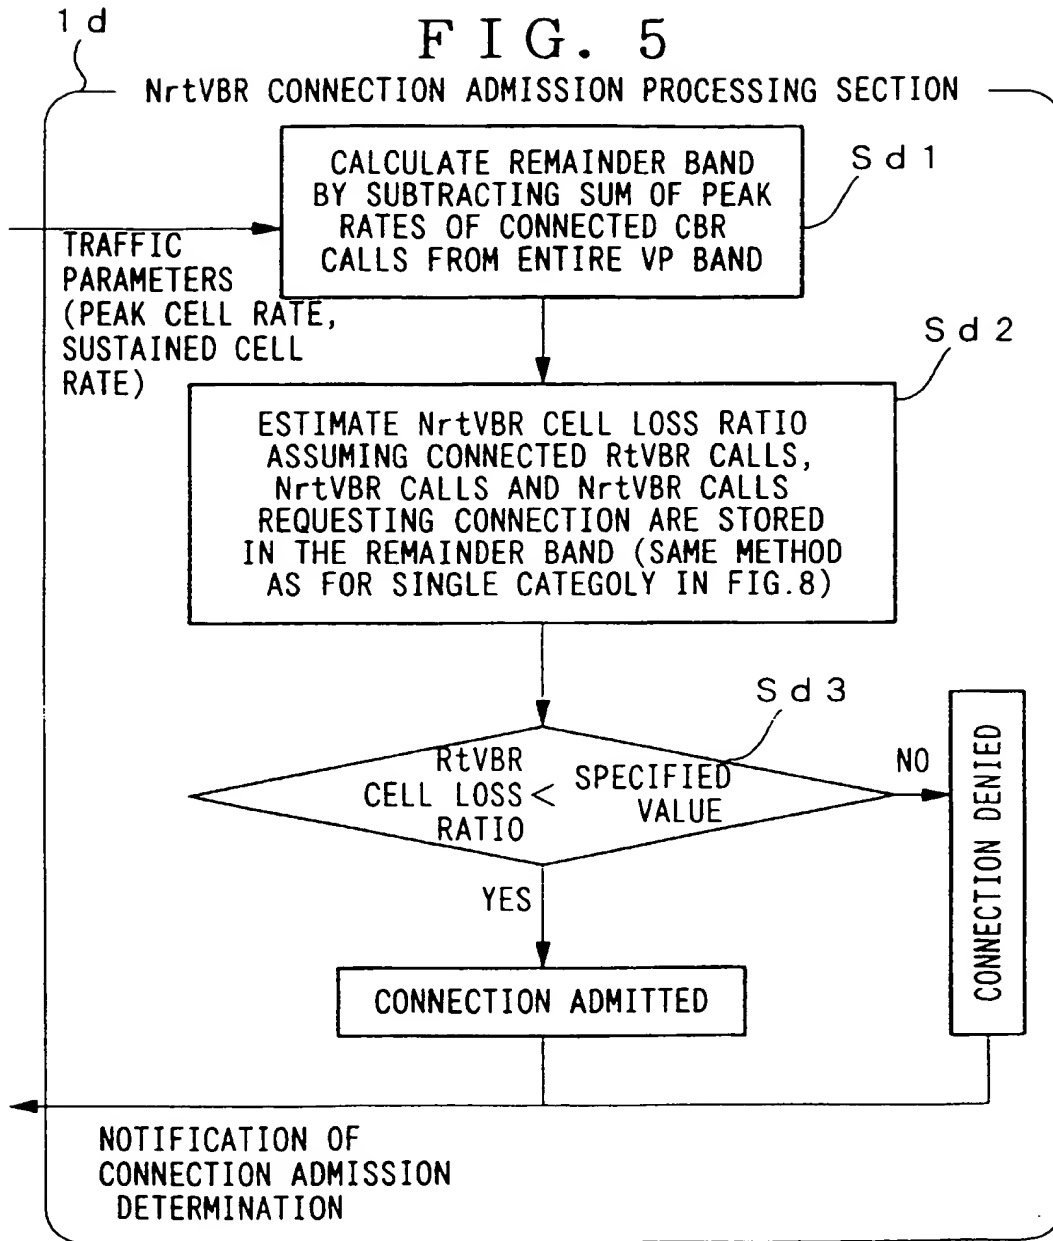 1 d
FIG. 5
NrtVBR CONNECTION ADMISSION PROCESSING SECTION
CALCULATE REMAINDER BAND
BY SUBTRACTING SUM OF PEAK
RATES OF CONNECTED CBR
CALLS FROM ENTIRE VP BAND
Sd1
TRAFFIC
PARAMETERS
(PEAK CELL RATE,
SUSTAINED CELL
RATE)
Sd2
ESTIMATE NrtVBR CELL LOSS RATIO
ASSUMING CONNECTED RtVBR CALLS,
NrtVBR CALLS AND NrtVBR CALLS
REQUESTING CONNECTION ARE STORED
IN THE REMAINDER BAND (SAME METHOD
AS FOR SINGLE CATEGOLY IN FIG.8)
Sd3
RtVBR
CELL LOSS
RATIO
<
SPECIFIED
VALUE
NO
CONNECTION DENIED
YES
CONNECTION ADMITTED
NOTIFICATION OF
CONNECTION ADMISSION
DETERMINATION